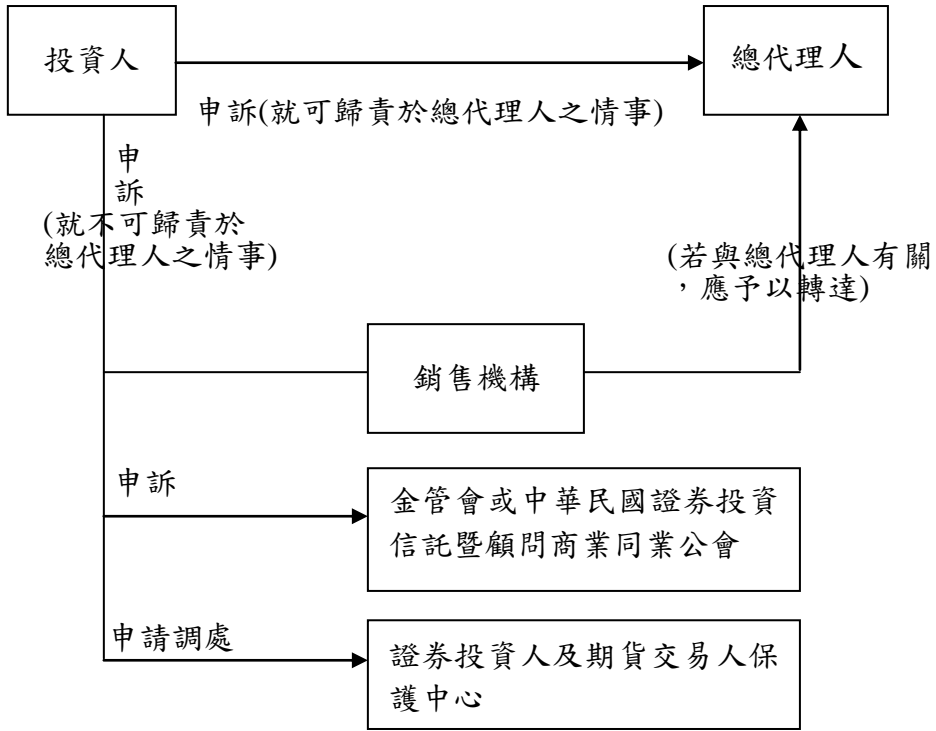 投資人
總代理人
申訴(就可歸責於總代理人之情事)
申
訴
(就不可歸責於
總代理人之情事)
(若與總代理人有關
，應予以轉達)
銷售機構
申訴
金管會或中華民國證券投資
信託暨顧問商業同業公會
申請調處
證券投資人及期貨交易人保
護中心